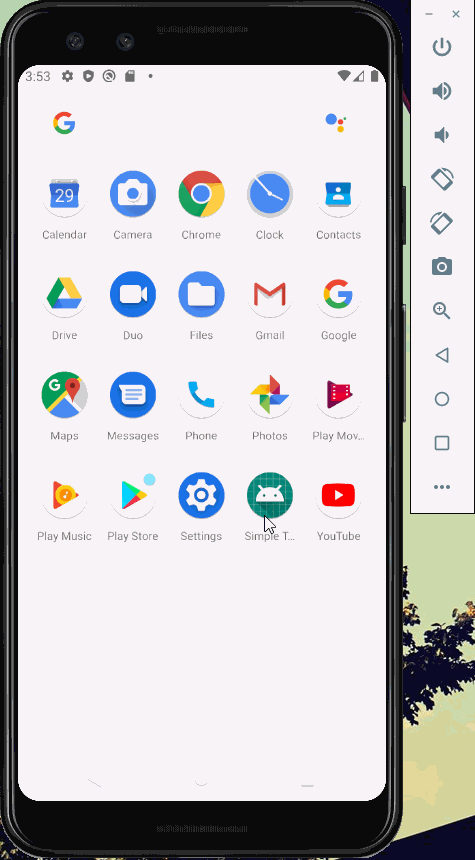 3:53
G
29
Calendar Camera Chrome Clock Contacts
Drive Duo Files Gmail Google
G
Maps Messages Phone Photos Play Mov...
Play Music Play Store Settings Simple T... YouTube